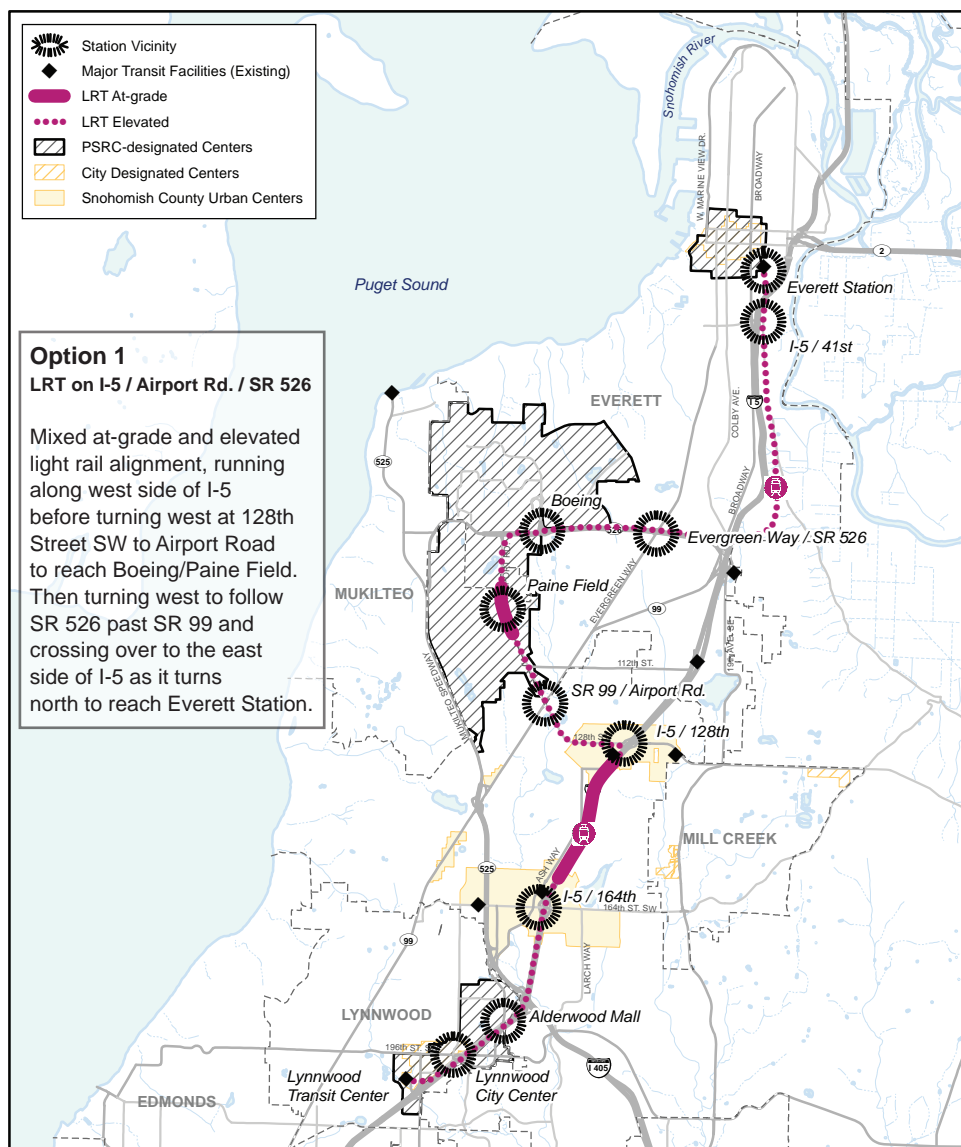 Station Vicinity
Major Transit Facilities (Existing)
LRT At-grade
LRT Elevated
PSRC-designated Centers
City Designated Centers
Snohomish County Urban Centers
Snohomish River
W. MARINE VIEW DR.
BROADWAY
2
Puget Sound
Everett Station
I-5 / 41st
Option 1
LRT on I-5 / Airport Rd. / SR 526
Mixed at-grade and elevated
light rail alignment, running
along west side of I-5
before turning west at 128th
Street SW to Airport Road
to reach Boeing/Paine Field.
Then turning west to follow
SR 526 past SR 99 and
crossing over to the east
side of I-5 as it turns
north to reach Everett Station.
EVERETT
I 5
COLBY AVE.
525
BROADWAY
Boeing
526
Evergreen Way / SR 526
Paine Field
MUKILTEO
EVERGREEN WAY
99
19th AVE. SE
112th ST.
MUKILTEO SPEEDWAY
SR 99 / Airport Rd.
I-5 / 128th
128th S
MILL CREEK
525
ASH WAY
I-5 / 164th
164th ST. SW
99
LARCH WAY
LYNNWOOD
Alderwood Mall
196th ST. S
Lynnwood
Transit Center
Lynnwood
City Center
I 405
EDMONDS